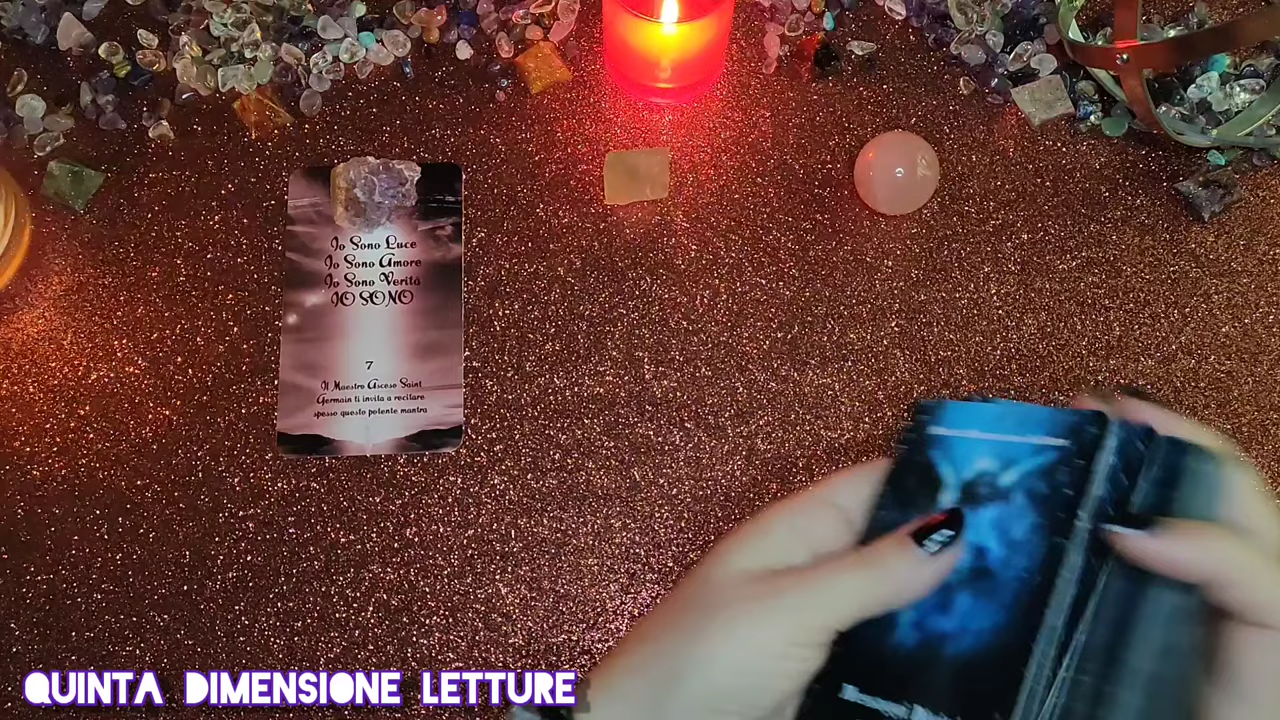 Io Sono Luce
Io Sono Amore
Io Sono Verità
IO SONO
7
Il Maestro Asceso Saint
Germain ti invita a recitare
spesso questo potente mantra
QUINTA DIMENSIONE LETTURE